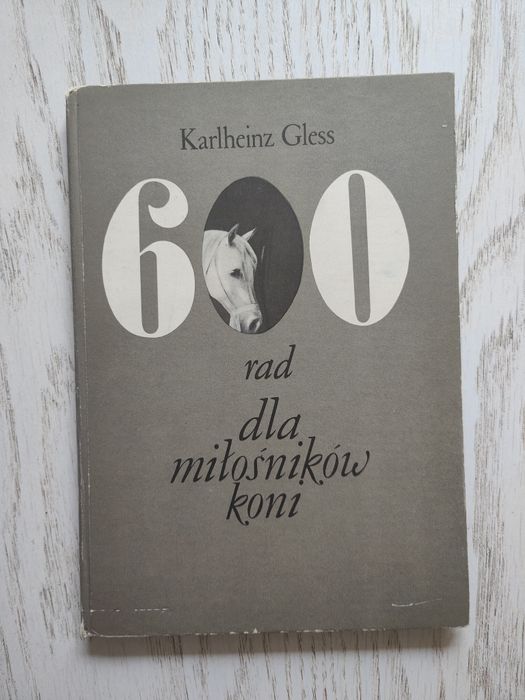 Karlheinz Gless
600
rad
dla
miłośników
koni